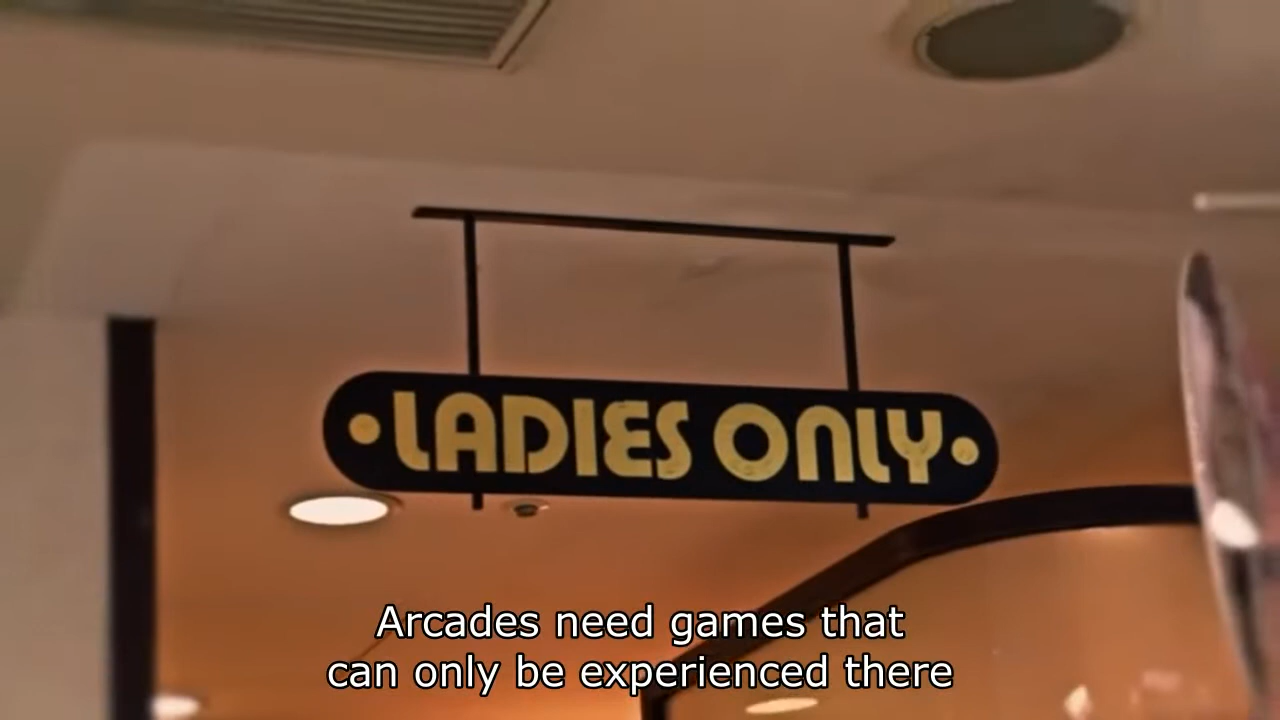 • LADIES ONLY •
Arcades need games that
can only be experienced there